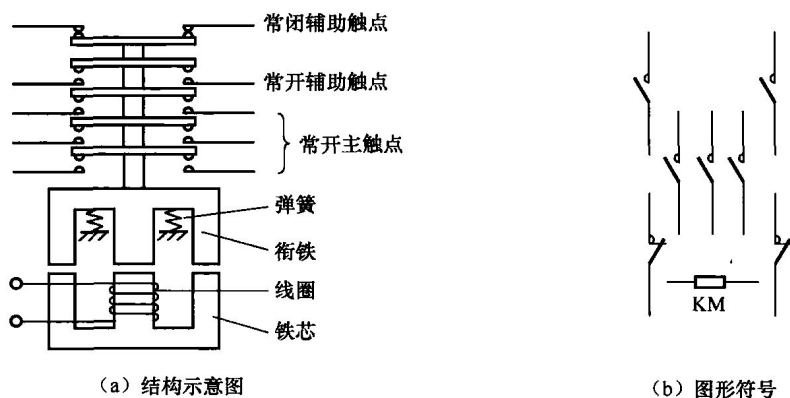 常闭辅助触点
常开辅助触点
常开主触点
弹簧
衔铁
线圈
铁芯
KM
(a) 结构示意图
(b) 图形符号